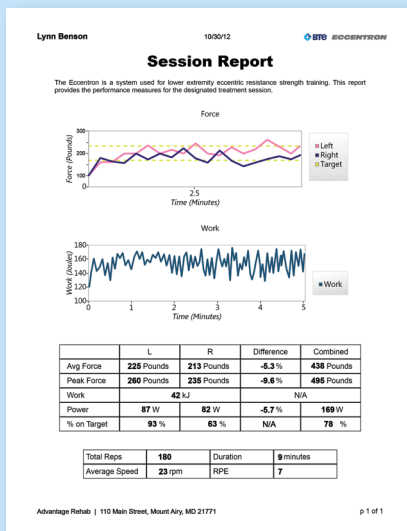 Lynn Benson 10/30/12 BTE ECCENTRON
Session Report
The Eccentron is a system used for lower extremity eccentric resistance strength training. This report
provides the performance measures for the designated treatment session.
Force
300
200
100
0
Force (Pounds)
2.5
Time (Minutes)
Left
Right
Target
Work
180
160
140
120
100
Work (Joules)
0 1 2 3 4 5
Time (Minutes)
Work
L R Difference Combined
Avg Force 225 Pounds 213 Pounds -5.3 % 438 Pounds
Peak Force 260 Pounds 235 Pounds -9.6 % 495 Pounds
Work 42 kJ N/A
Power 87 W 82 W -5.7 % 169 W
% on Target 93 % 63 % N/A 78 %
Total Reps 180 Duration 9 minutes
Average Speed 23 rpm RPE 7
Advantage Rehab | 110 Main Street, Mount Airy, MD 21771 p 1 of 1